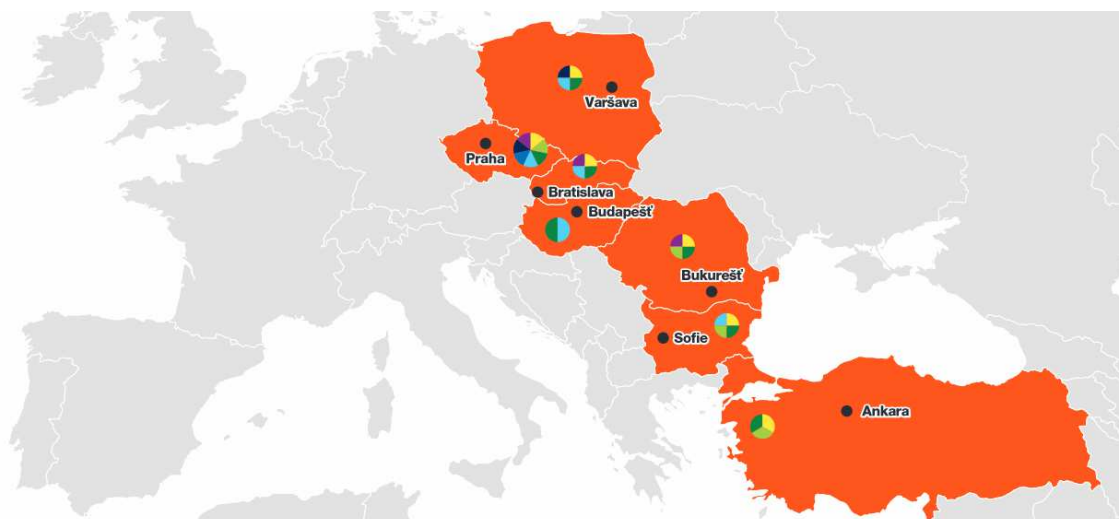 Varšava
Praha
Bratislava
Budapešť
Bukurešť
Sofie
Ankara